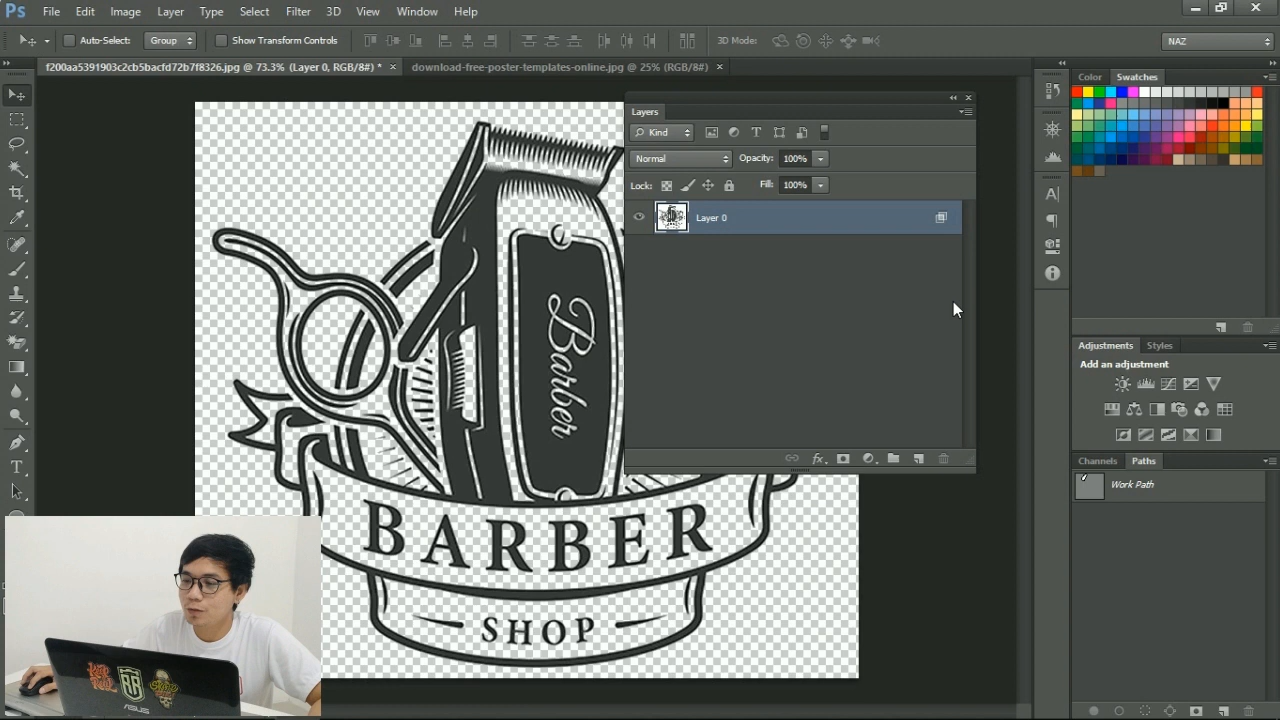 Ps File Edit Image Layer Type Select Filter 3D View Window Help
Auto-Select: Group Show Transform Controls 3D Mode: NAZ
f200aa5391903c2cb5bacfd72b7f8326.jpg @ 73.3% (Layer 0, RGB/8#) * × download-free-poster-templates-online.jpg @ 25% (RGB/8#) ×
Color Swatches
Layers
Kind
Normal Opacity: 100%
Lock: Fill: 100%
Layer 0
Barber
BARBER
SHOP
Adjustments Styles
Add an adjustment
Channels Paths
Work Path
ASUS